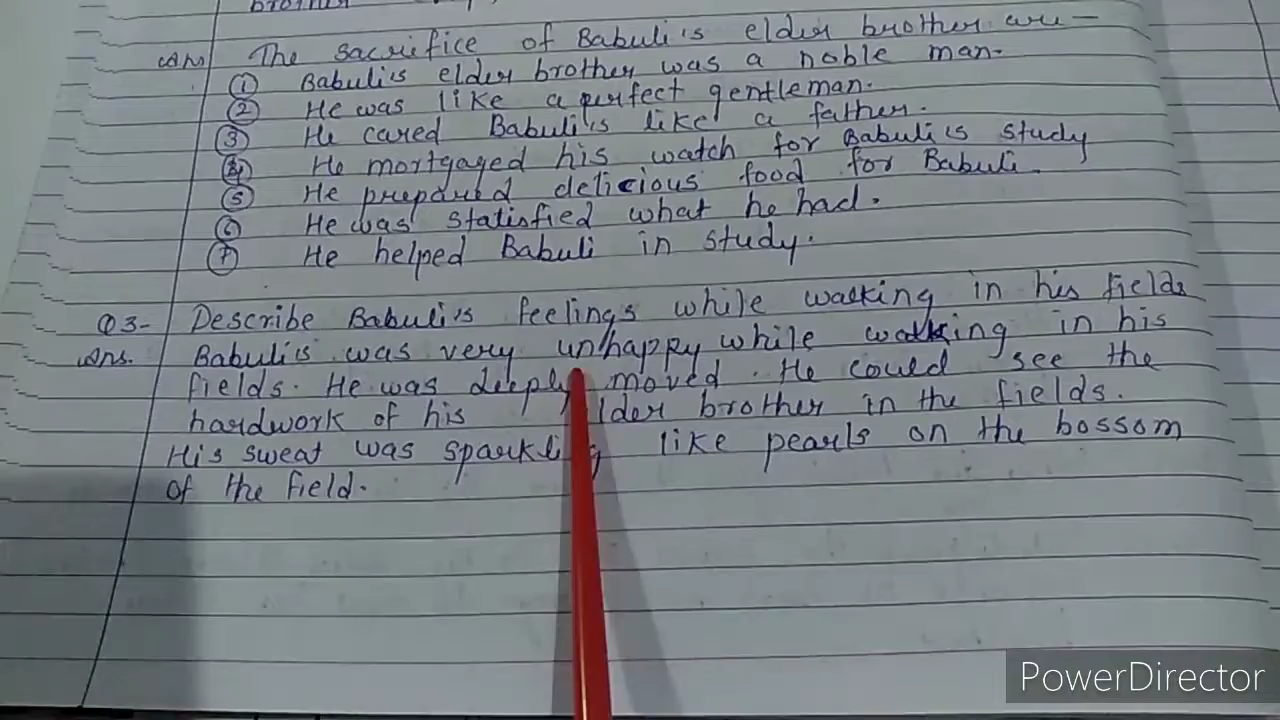 brother
Ans The sacrifice of Babuli's elder brother are -
① Babuli's elder brother was a noble man.
② He was like a perfect gentleman.
③ He cared Babuli's like a father.
④ He mortgaged his watch for Babuli's study
⑤ He prepared delicious food for Babuli.
⑥ He was statisfied what he had.
⑦ He helped Babuli in study.
Q3- Describe Babuli's feelings while walking in his fields
Ans. Babuli's was very unhappy while walking in his
fields. He was deeply moved. He could see the
hardwork of his lder brother in the fields.
His sweat was sparkling like pearls on the bossom
of the field.
PowerDirector